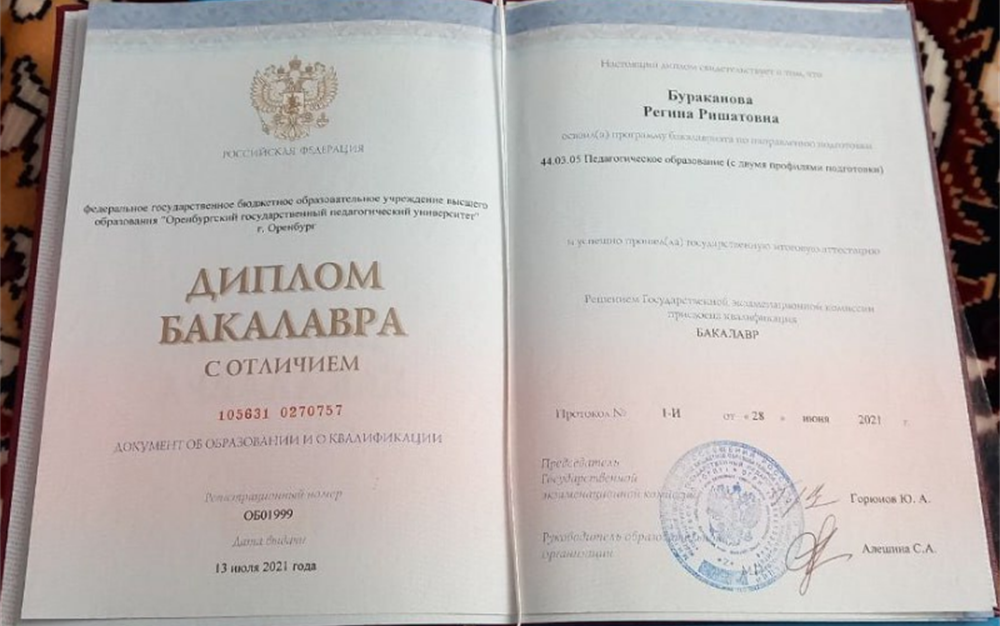 РОССИЙСКАЯ ФЕДЕРАЦИЯ
федеральное государственное бюджетное образовательное учреждение высшего
образования "Оренбургский государственный педагогический университет"
г. Оренбург
ДИПЛОМ
БАКАЛАВРА
С ОТЛИЧИЕМ
105631 0270757
ДОКУМЕНТ ОБ ОБРАЗОВАНИИ И О КВАЛИФИКАЦИИ
Регистрационный номер
ОБ01999
Дата выдачи
13 июля 2021 года
Настоящий диплом свидетельствует о том, что
Бураканова
Регина Ришатовна
освоил(а) программу бакалавриата по направлению подготовки
44.03.05 Педагогическое образование (с двумя профилями подготовки)
и успешно прошел(ла) государственную итоговую аттестацию
Решением Государственной экзаменационной комиссии
присвоена квалификация
БАКАЛАВР
Протокол № 1-И от « 28 » июня 2021 г.
Председатель
Государственной
экзаменационной комиссии
Горюнов Ю. А.
Руководитель образовательной
организации
Алешина С.А.